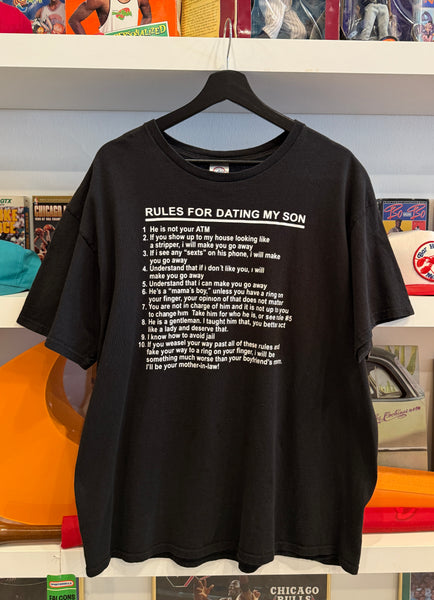 PERSONALIZED
RULES FOR DATING MY SON
1 He is not your ATM
2. If you show up to my house looking like
a stripper, i will make you go away
3. If i see any "sexts" on his phone, i will make
you go away
4. Understand that if i don't like you, i will
make you go away
5. Understand that i can make you go away
6. He's a "mama's boy," unless you have a ring on
your finger, your opinion of that does not matter
7. You are not in charge of him and it is not up to you
to change him Take him for who he is, or see rule #5
8. He is a gentleman. I taught him that, you better act
like a lady and deserve that.
9. I know how to avoid jail
10. If you weasel your way past all of these rules and
fake your way to a ring on your finger, i will be
something much worse than your boyfriend's mom.
I'll be your mother-in-law!
CHICAGO
Bo Bo
FALCONS
CHICAGO
BULLS